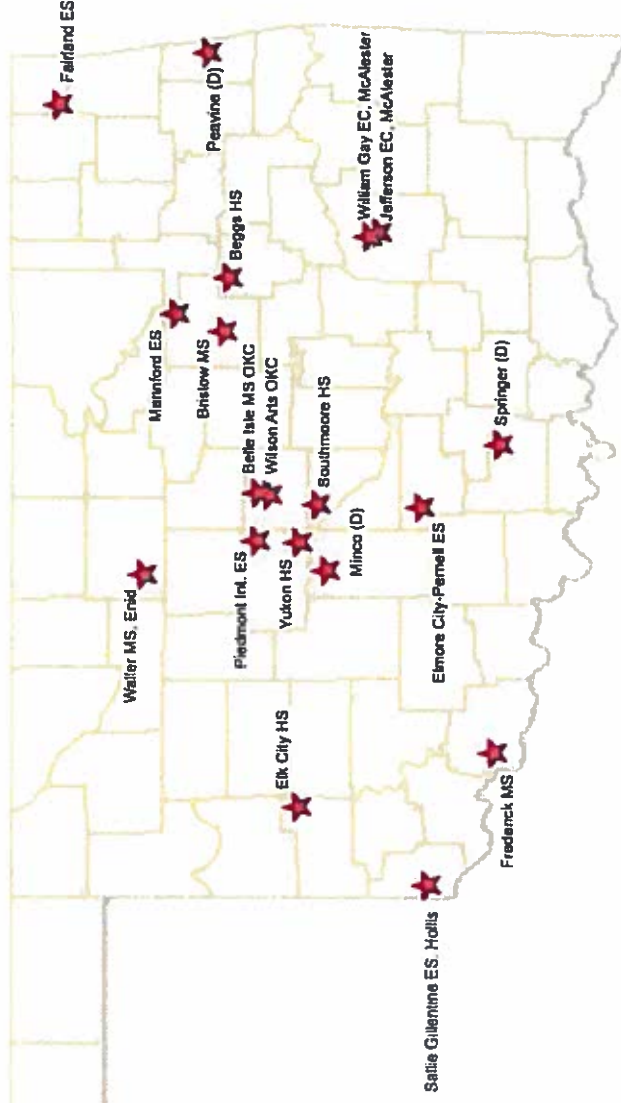 Fairland ES
Peavine (D)
Mannford ES
Beggs HS
Bristow MS
William Gay EC, McAlester
Jefferson EC, McAlester
Belle Isle MS OKC
Wilson Arts OKC
Southmoore HS
Springer (D)
Waller MS, Enid
Piedmont Int. ES
Yukon HS
Minco (D)
Elmore City-Pernell ES
Elk City HS
Frederick MS
Sallie Gillentine ES, Hollis